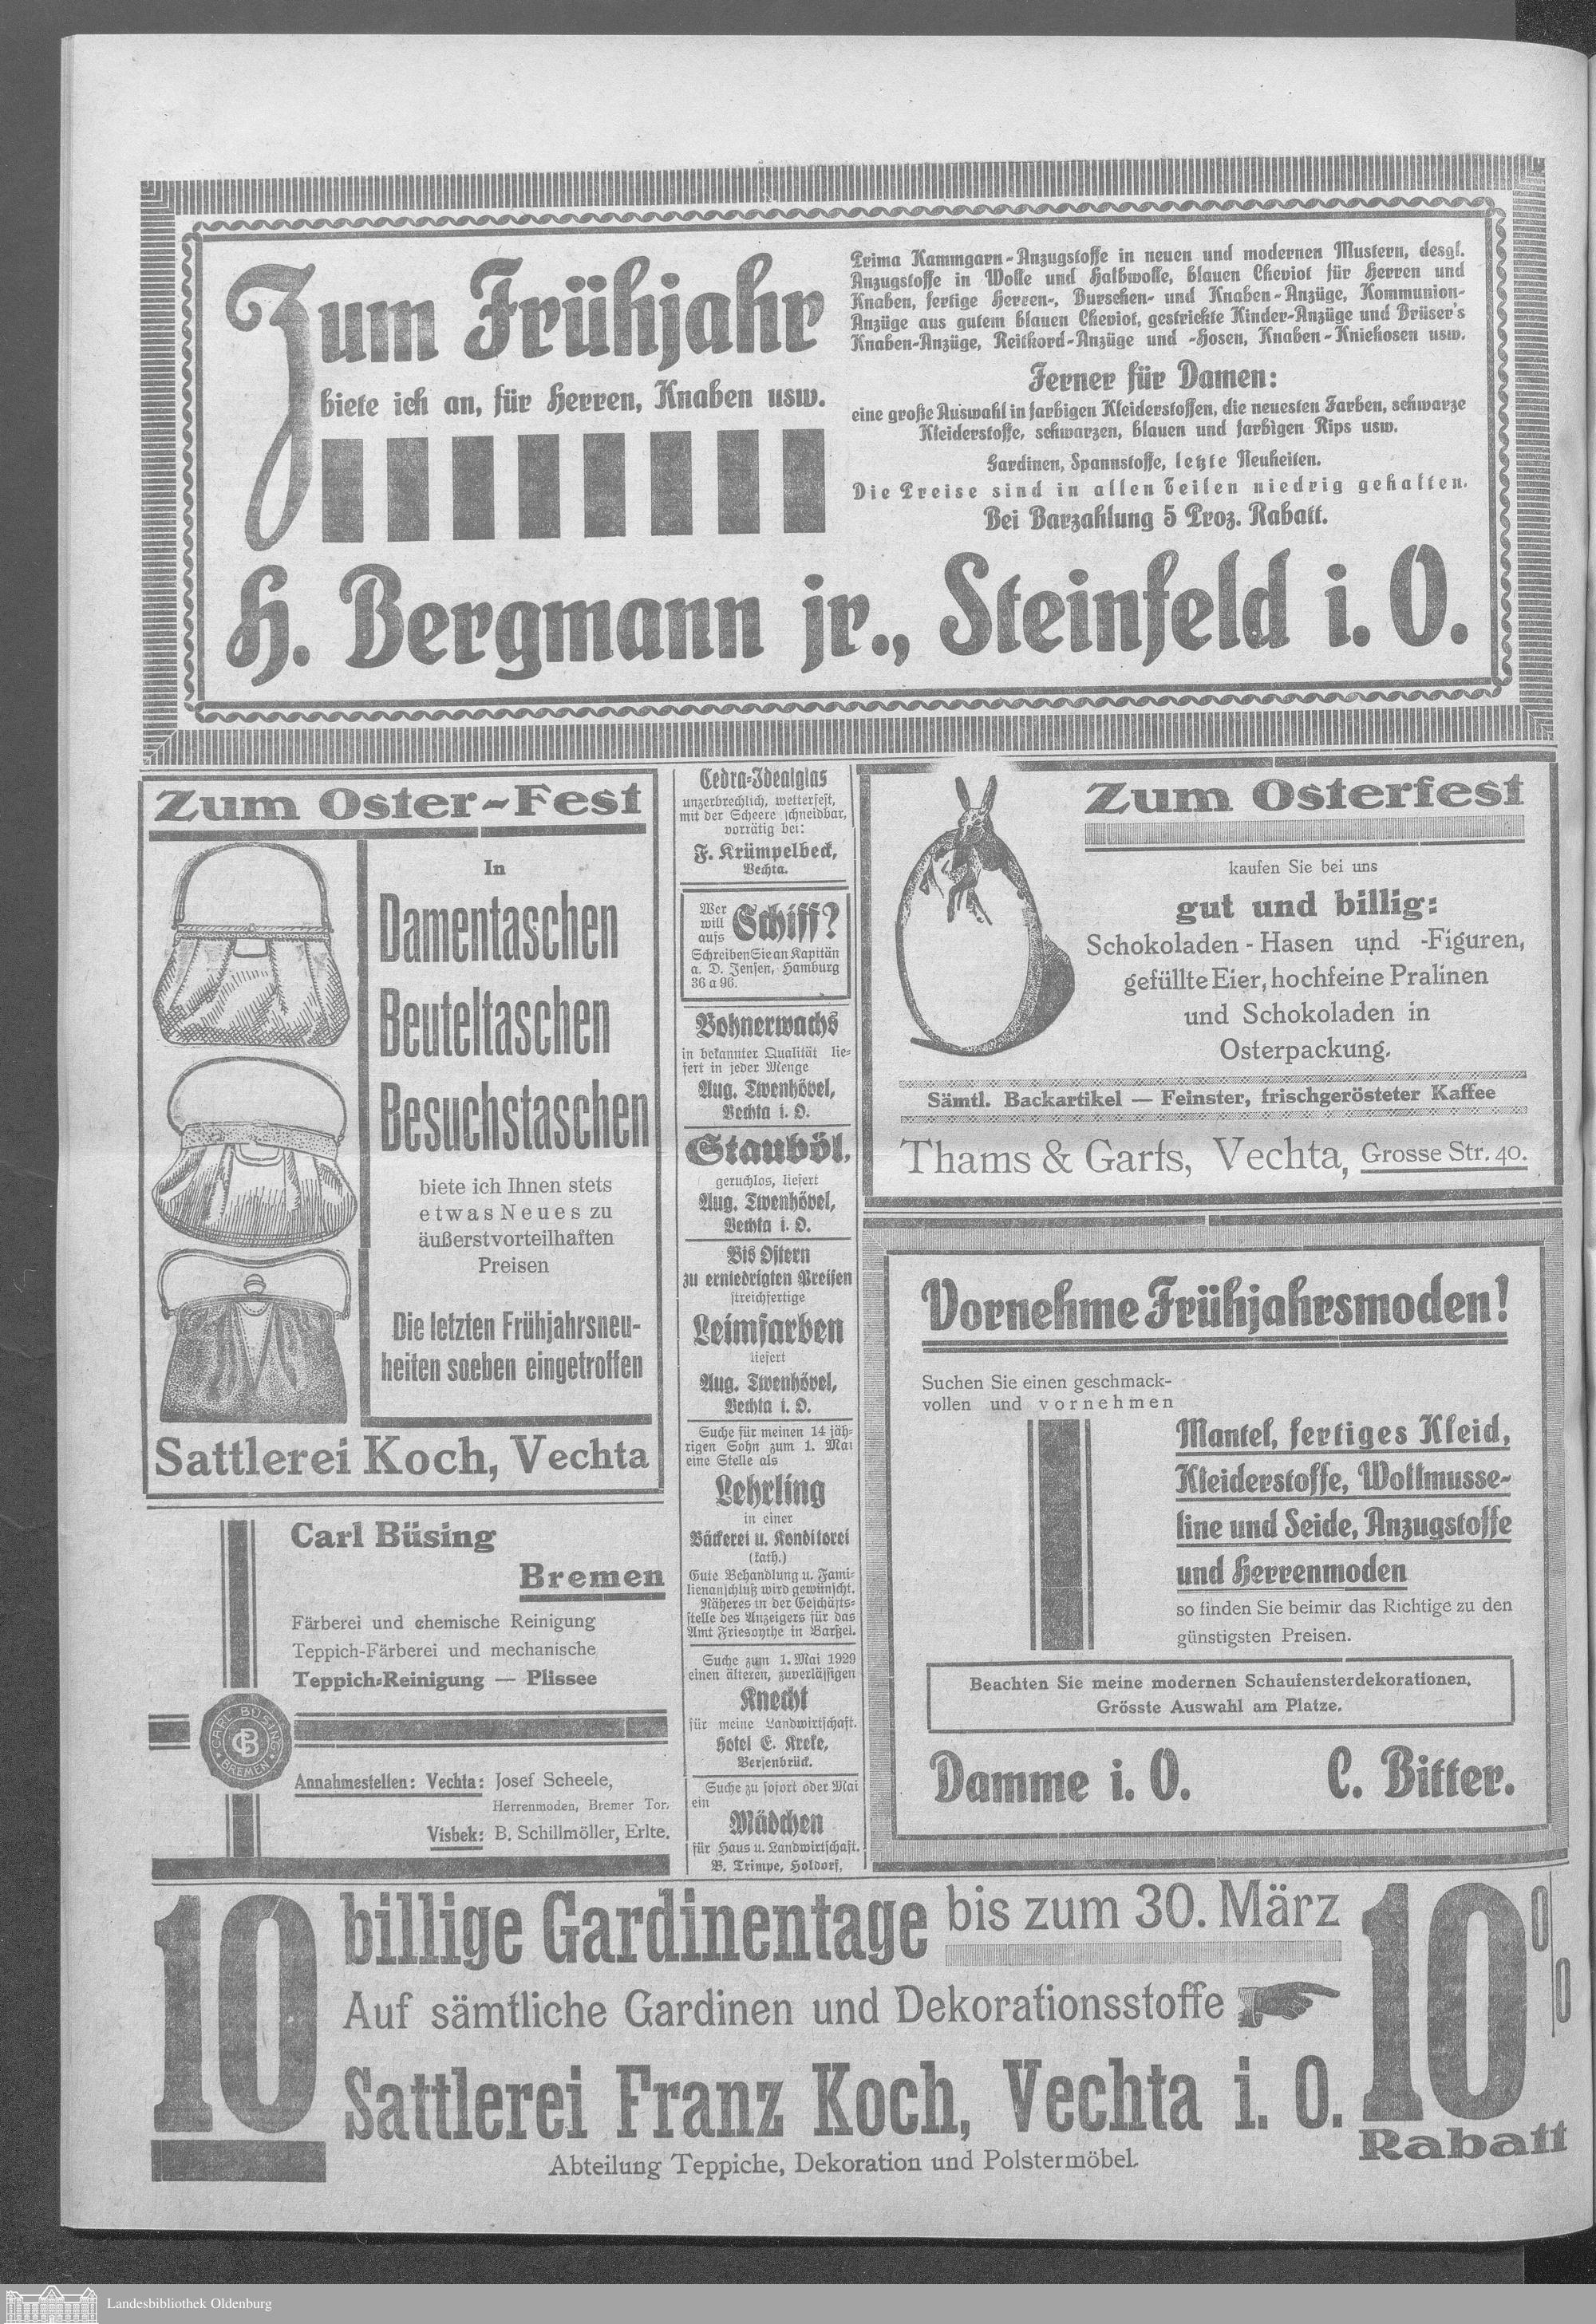 Zum Frühjahr
biete ich an, für Herren, Knaben usw.
Prima Kammgarn-Anzugstoffe in neuen und modernen Mustern, desgl.
Anzugstoffe in Wolle und Halbwolle, blauen Cheviot für Herren und
Knaben, fertige Herren-, Burschen- und Knaben-Anzüge, Kommunion-
Anzüge aus gutem blauen Cheviot, gestrickte Kinder-Anzüge und Brüser's
Knaben-Anzüge, Reitkord-Anzüge und -Hosen, Knaben-Kniehosen usw.
Ferner für Damen:
eine große Auswahl in farbigen Kleiderstoffen, die neuesten Farben, schwarze
Kleiderstoffe, schwarzen, blauen und farbigen Rips usw.
Gardinen, Spannstoffe, letzte Neuheiten.
Die Preise sind in allen Teilen niedrig gehalten.
Bei Barzahlung 5 Proz. Rabatt.
H. Bergmann jr., Steinfeld i. O.
Zum Oster-Fest
In
Damentaschen
Beuteltaschen
Besuchstaschen
biete ich Ihnen stets
etwas Neues zu
äußerst vorteilhaften
Preisen
Die letzten Frühjahrsneu-
heiten soeben eingetroffen
Sattlerei Koch, Vechta
Carl Büsing
Bremen
Färberei und chemische Reinigung
Teppich-Färberei und mechanische
Teppich-Reinigung — Plissee
CARL BÜSING
CB
BREMEN
Annahmestellen: Vechta: Josef Scheele,
Herrenmoden, Bremer Tor.
Visbek: B. Schillmöller, Erlte.
Cedra-Idealglas
unzerbrechlich, wetterfest,
mit der Scheere schneidbar,
vorrätig bei:
F. Krümpelbeck,
Vechta.
Wer
will
aufs
Schiff?
Schreiben Sie an Kapitän
a. D. Jensen, Hamburg
36 a 96.
Bohnerwachs
in bekannter Qualität lie-
fert in jeder Menge
Aug. Twenhövel,
Vechta i. O.
Stauböl,
geruchlos, liefert
Aug. Twenhövel,
Vechta i. O.
Bis Ostern
zu erniedrigten Preisen
streichfertige
Leimfarben
liefert
Aug. Twenhövel,
Vechta i. O.
Suche für meinen 14 jäh-
rigen Sohn zum 1. Mai
eine Stelle als
Lehrling
in einer
Bäckerei u. Konditorei
(kath.)
Gute Behandlung u. Fami-
lienanschluß wird gewünscht.
Näheres in der Geschäfts-
stelle des Anzeigers für das
Amt Friesoythe in Barßel.
Suche zum 1. Mai 1929
einen älteren, zuverlässigen
Knecht
für meine Landwirtschaft.
Hotel E. Kreke,
Bersenbrück.
Suche zu sofort oder Mai
ein
Mädchen
für Haus u. Landwirtschaft.
B. Trimpe, Holdorf,
Zum Osterfest
kaufen Sie bei uns
gut und billig:
Schokoladen-Hasen und -Figuren,
gefüllte Eier, hochfeine Pralinen
und Schokoladen in
Osterpackung.
Sämtl. Backartikel — Feinster, frischgerösteter Kaffee
Thams & Garfs, Vechta, Grosse Str. 40.
Vornehme Frühjahrsmoden!
Suchen Sie einen geschmack-
vollen und vornehmen
Mantel, fertiges Kleid,
Kleiderstoffe, Wollmusse-
line und Seide, Anzugstoffe
und Herrenmoden
so finden Sie beimir das Richtige zu den
günstigsten Preisen.
Beachten Sie meine modernen Schaufensterdekorationen,
Grösste Auswahl am Platze.
Damme i. O. C. Bitter.
10 billige Gardinentage bis zum 30. März
Auf sämtliche Gardinen und Dekorationsstoffe
10%
Rabatt
Sattlerei Franz Koch, Vechta i. O.
Abteilung Teppiche, Dekoration und Polstermöbel.
Landesbibliothek Oldenburg